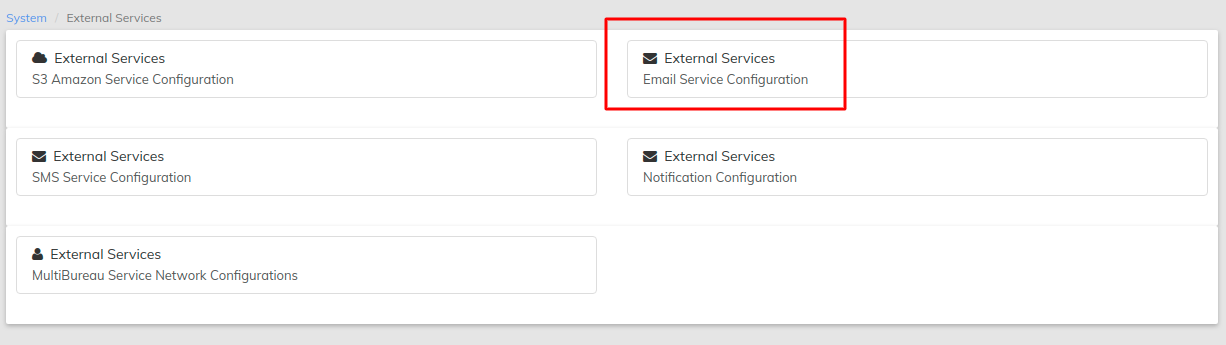 System / External Services
External Services
S3 Amazon Service Configuration
External Services
Email Service Configuration
External Services
SMS Service Configuration
External Services
Notification Configuration
External Services
MultiBureau Service Network Configurations